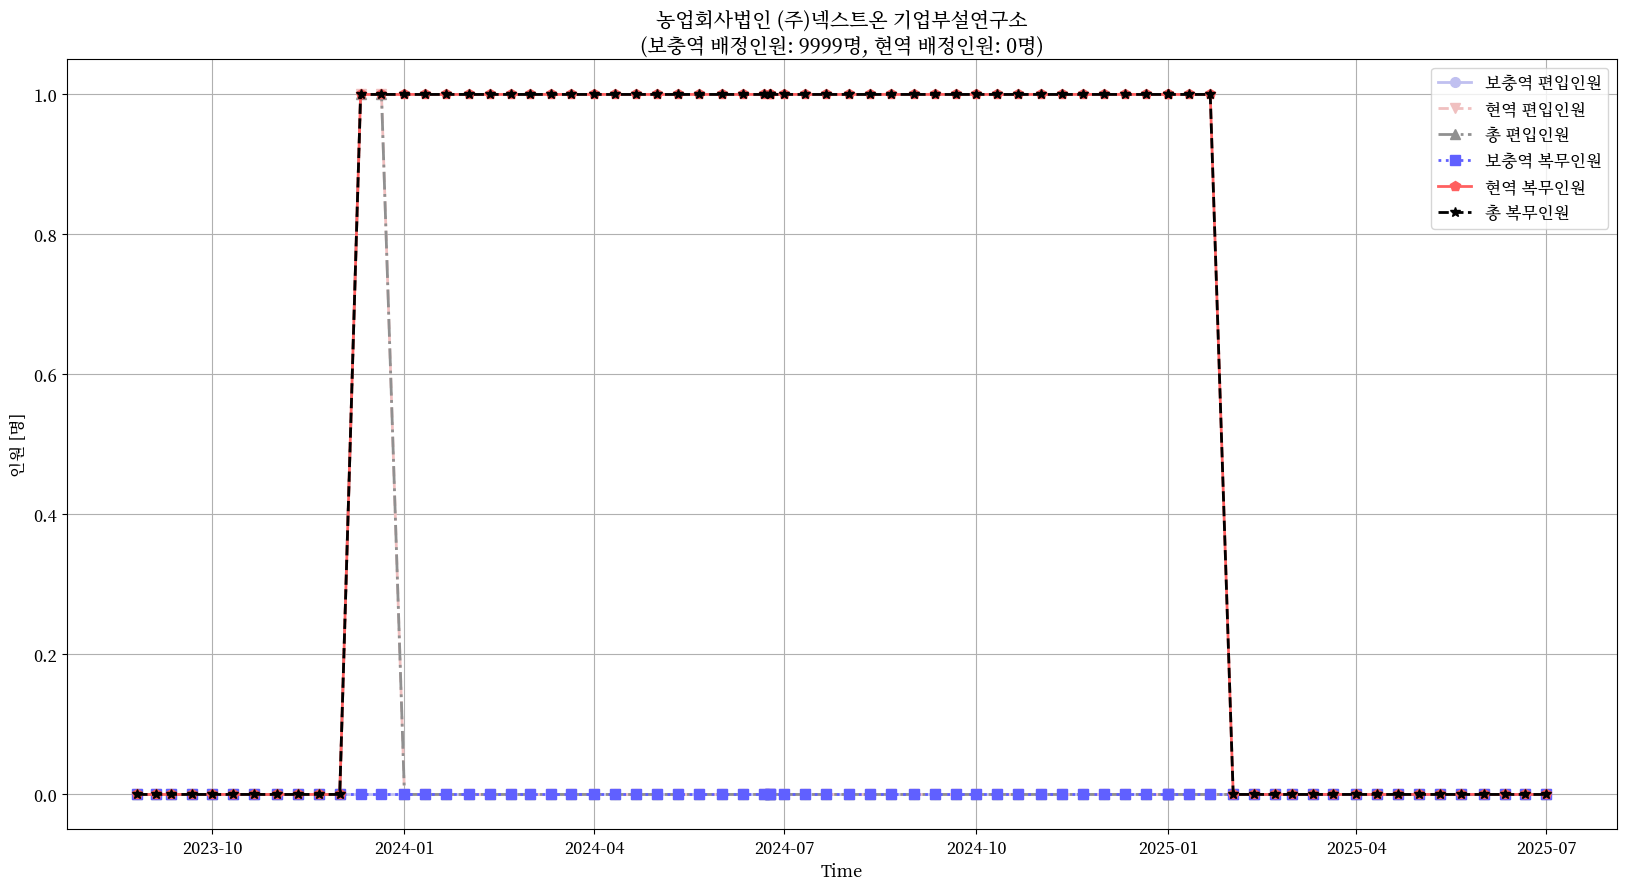 농업회사법인 (주)넥스트온 기업부설연구소
(보충역 배정인원: 9999명, 현역 배정인원: 0명)
1.0
0.8
0.6
0.4
0.2
0.0
인원 [명]
보충역 편입인원
현역 편입인원
총 편입인원
보충역 복무인원
현역 복무인원
총 복무인원
2023-10
2024-01
2024-04
2024-07
2024-10
2025-01
2025-04
2025-07
Time